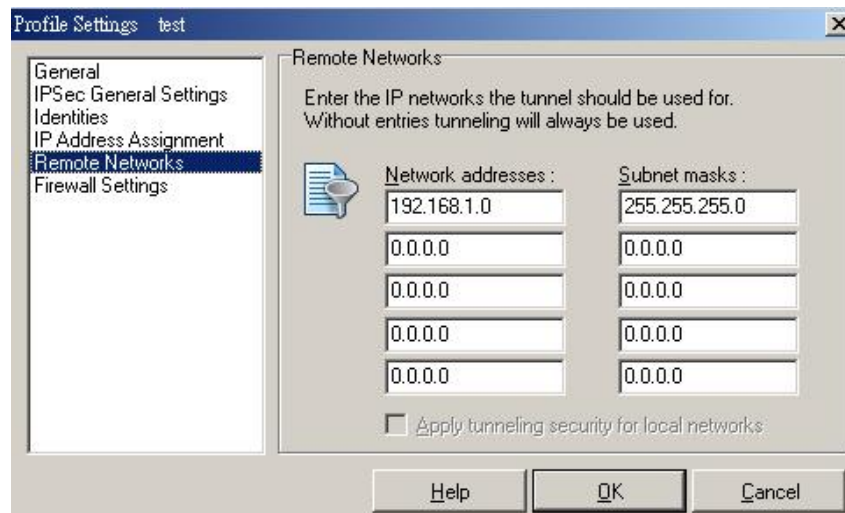 Profile Settings test
General
IPSec General Settings
Identities
IP Address Assignment
Remote Networks
Firewall Settings
Remote Networks
Enter the IP networks the tunnel should be used for.
Without entries tunneling will always be used.
Network addresses : Subnet masks :
192.168.1.0 255.255.255.0
0.0.0.0 0.0.0.0
0.0.0.0 0.0.0.0
0.0.0.0 0.0.0.0
0.0.0.0 0.0.0.0
Apply tunneling security for local networks
Help OK Cancel